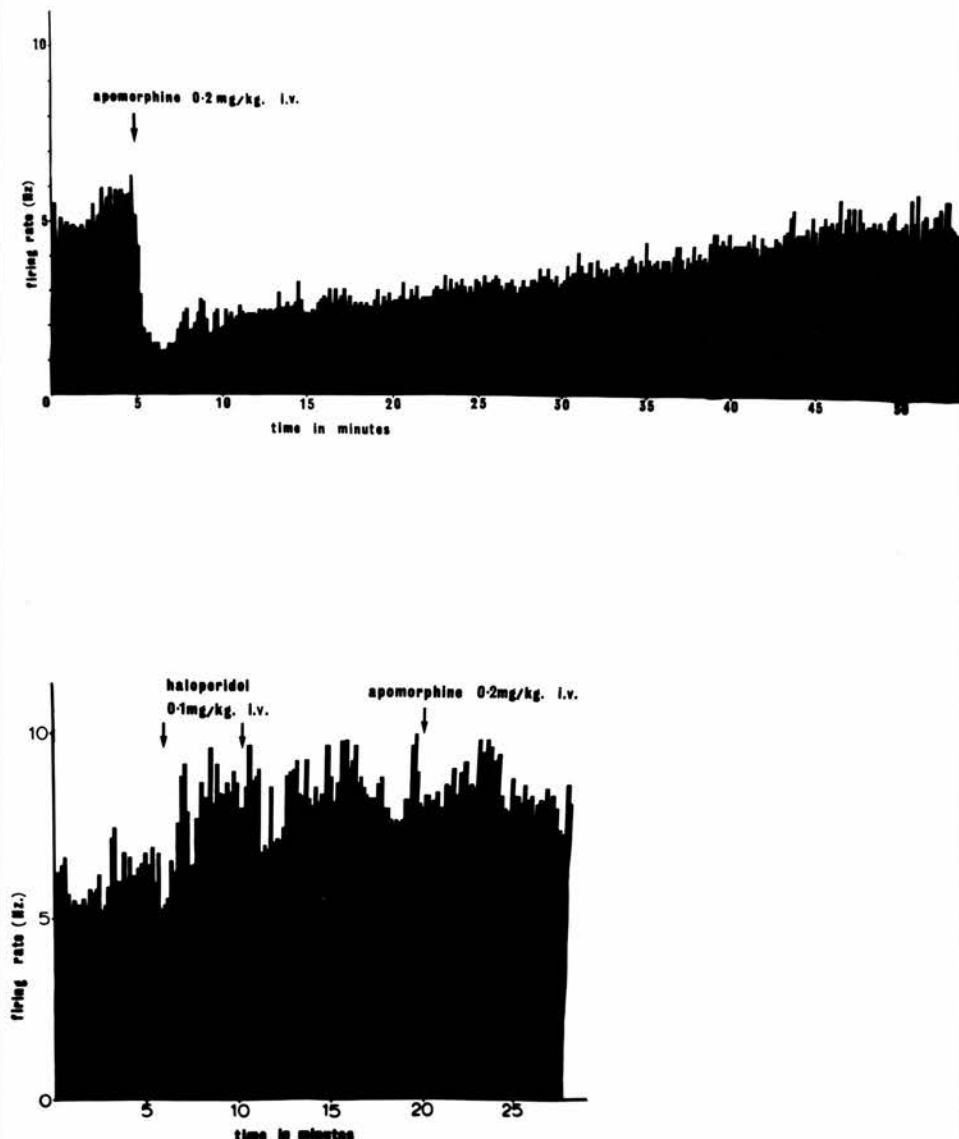 10
apomorphine 0·2 mg/kg. i.v.
firing rate (Hz)
5
0 5 10 15 20 25 30 35 40 45 50
time in minutes
haloperidol
0·1mg/kg. i.v.
apomorphine 0·2mg/kg. i.v.
10
firing rate (Hz.)
5
0
5 10 15 20 25
time in minutes